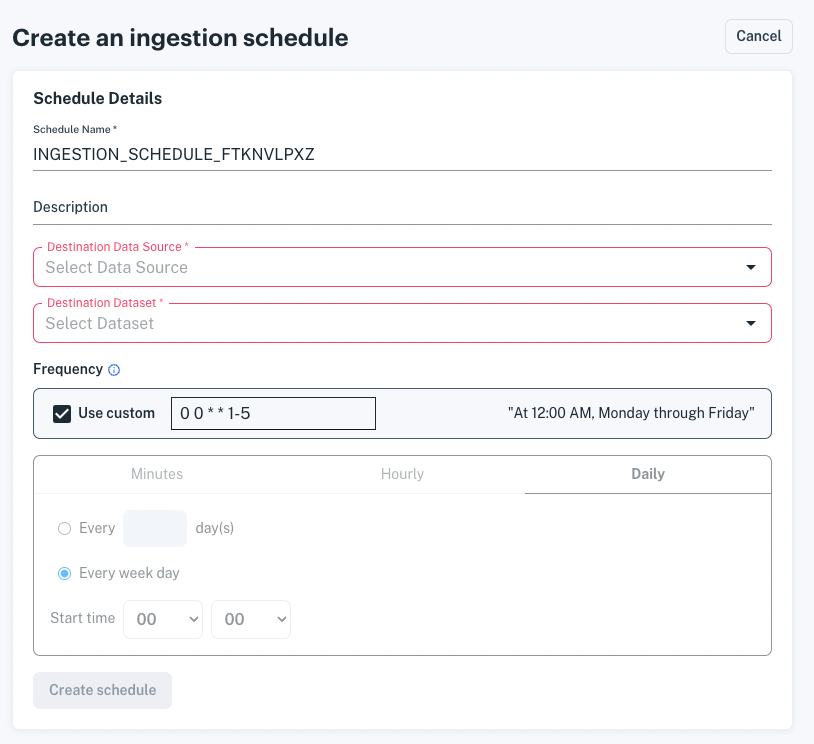 Create an ingestion schedule
Cancel
Schedule Details
Schedule Name *
INGESTION_SCHEDULE_FTKNVLPXZ
Description
Destination Data Source *
Select Data Source
Destination Dataset *
Select Dataset
Frequency
Use custom 0 0 * * 1-5 "At 12:00 AM, Monday through Friday"
Minutes Hourly Daily
Every day(s)
Every week day
Start time 00 00
Create schedule